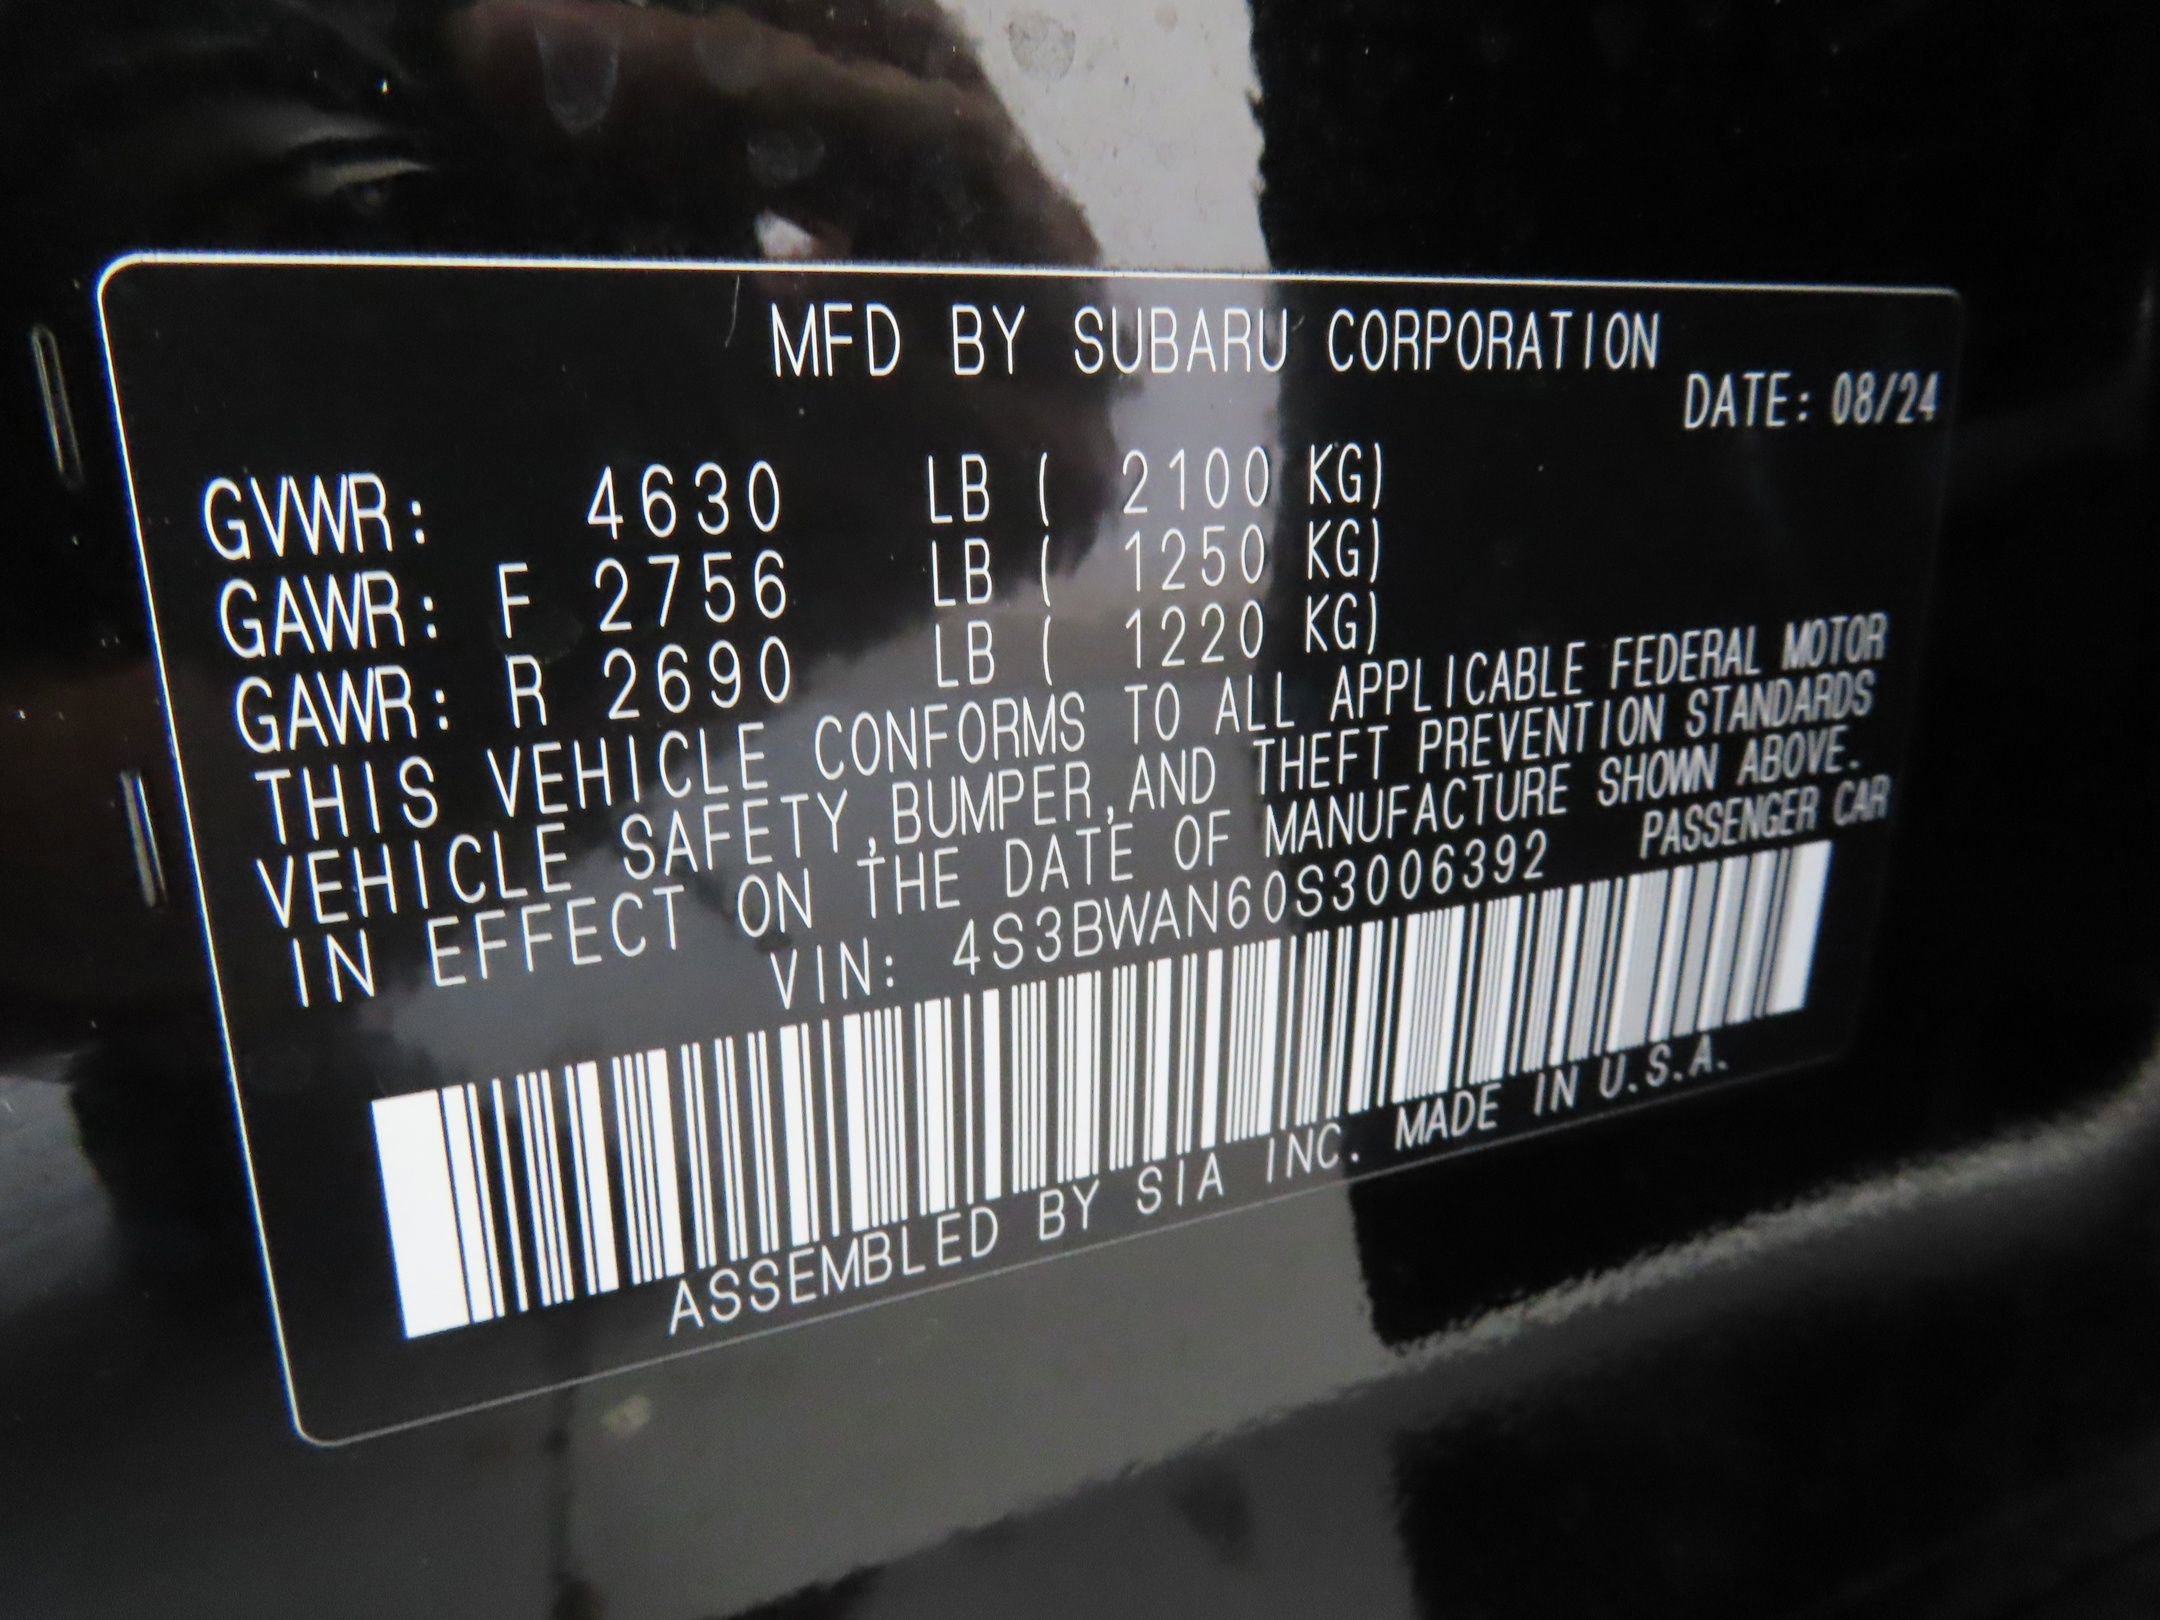 MFD BY SUBARU CORPORATION
DATE: 08/24
GVWR: 4630 LB ( 2100 KG)
GAWR: F 2756 LB ( 1250 KG)
GAWR: R 2690 LB ( 1220 KG)
THIS VEHICLE CONFORMS TO ALL APPLICABLE FEDERAL MOTOR
VEHICLE SAFETY,BUMPER,AND THEFT PREVENTION STANDARDS
IN EFFECT ON THE DATE OF MANUFACTURE SHOWN ABOVE.
VIN: 4S3BWAN60S3006392 PASSENGER CAR
ASSEMBLED BY SIA INC. MADE IN U.S.A.